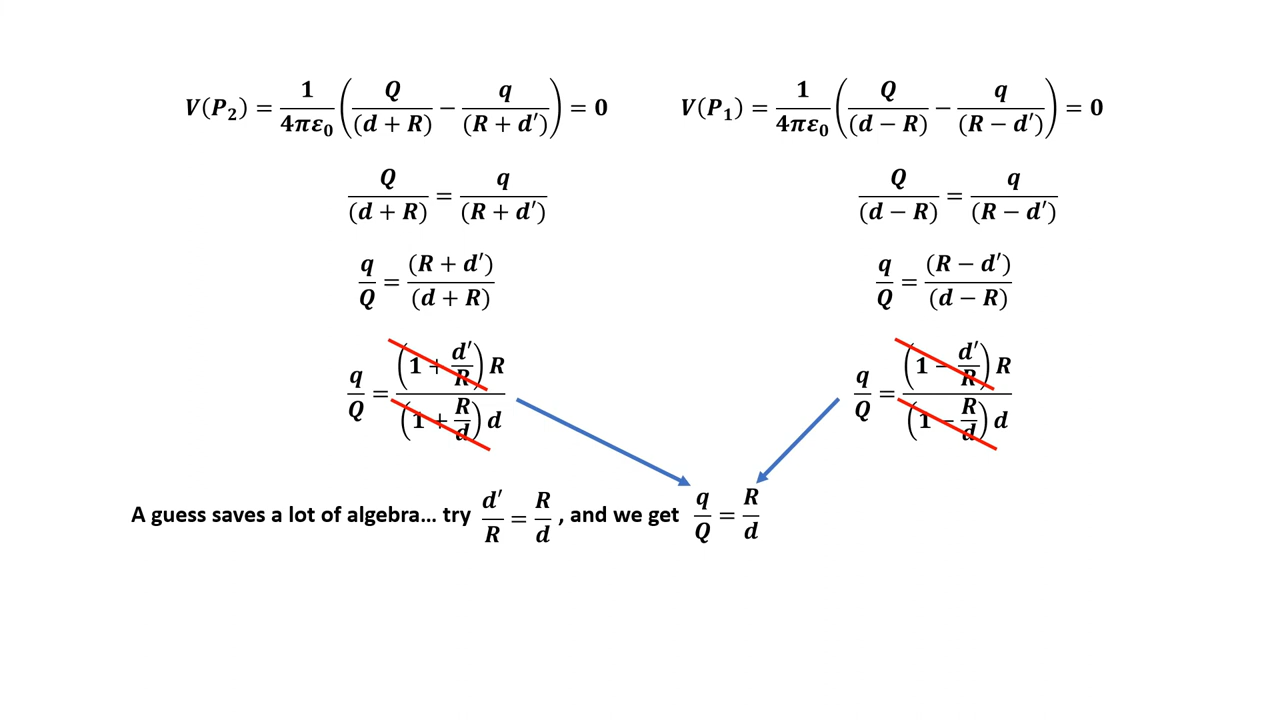 V(P₂) = 1/4πε₀ (Q/(d + R) − q/(R + d′)) = 0
V(P₁) = 1/4πε₀ (Q/(d − R) − q/(R − d′)) = 0
Q/(d + R) = q/(R + d′)
Q/(d − R) = q/(R − d′)
q/Q = (R + d′)/(d + R)
q/Q = (R − d′)/(d − R)
q/Q = (1 + d′/R) R/(1 + R/d) d
q/Q = (1 − d′/R) R/(1 − R/d) d
A guess saves a lot of algebra… try d′/R = R/d , and we get q/Q = R/d